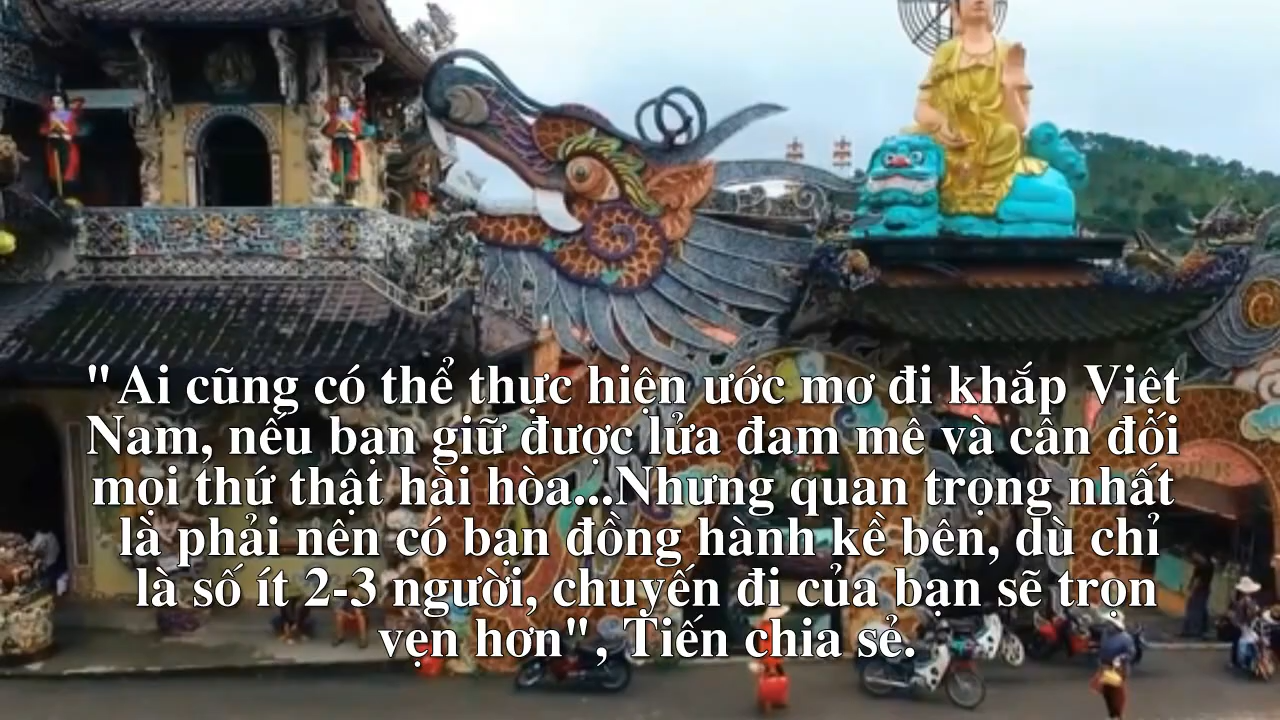 "Ai cũng có thể thực hiện ước mơ đi khắp Việt
Nam, nếu bạn giữ được lửa đam mê và cân đối
mọi thứ thật hài hòa...Nhưng quan trọng nhất
là phải nên có bạn đồng hành kề bên, dù chỉ
là số ít 2-3 người, chuyến đi của bạn sẽ trọn
vẹn hơn", Tiến chia sẻ.